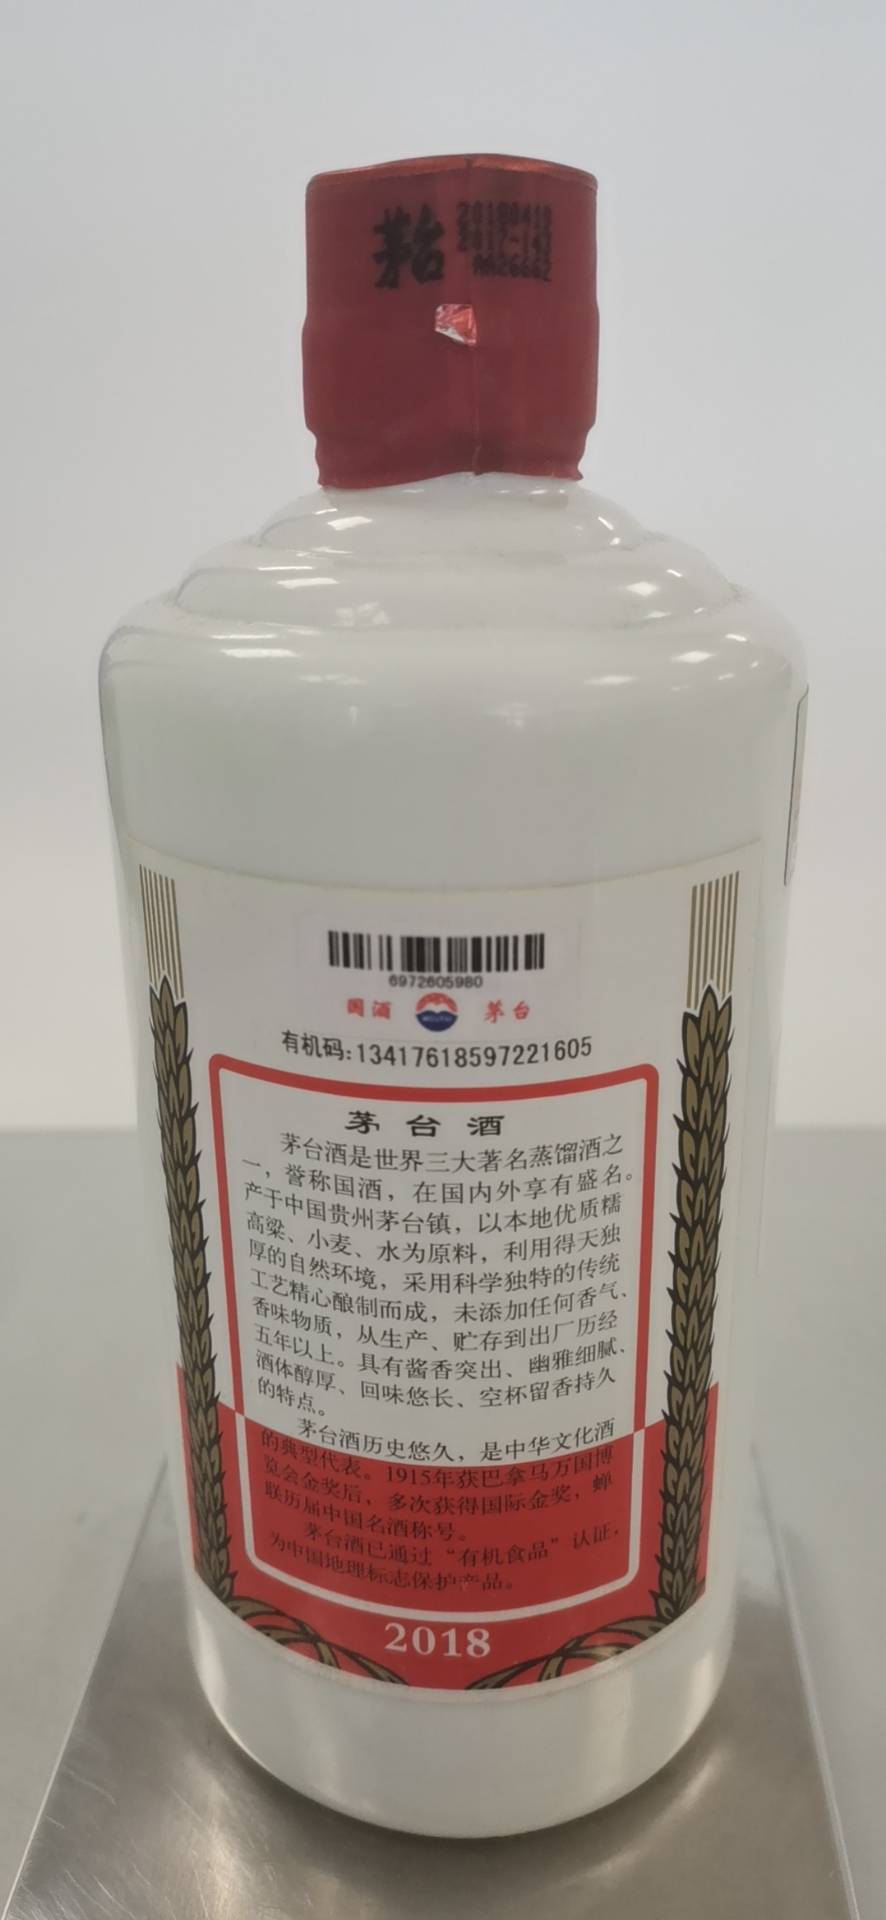 茅台
20180410
2017-143
AA26662
6972605980
国酒 茅台
有机码:13417618597221605
茅台酒
茅台酒是世界三大著名蒸馏酒之
一，誉称国酒，在国内外享有盛名。
产于中国贵州茅台镇，以本地优质糯
高粱、小麦、水为原料，利用得天独
厚的自然环境，采用科学独特的传统
工艺精心酿制而成，未添加任何香气、
香味物质，从生产、贮存到出厂历经
五年以上。具有酱香突出、幽雅细腻、
酒体醇厚、回味悠长、空杯留香持久
的特点。
茅台酒历史悠久，是中华文化酒
的典型代表。1915年获巴拿马万国博
览会金奖后，多次获得国际金奖，蝉
联历届中国名酒称号。
茅台酒已通过“有机食品”认证，
为中国地理标志保护产品。
2018